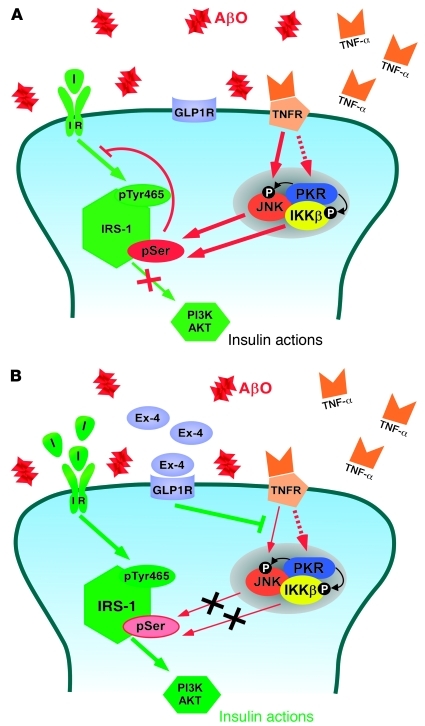 A
AβO
TNF-α
TNF-α
TNF-α
I
I R
GLP1R
TNFR
P
PKR
JNK
IKKβ
P
pTyr465
IRS-1
pSer
PI3K
AKT
Insulin actions
B
AβO
TNF-α
TNF-α
TNF-α
Ex-4
Ex-4
Ex-4
I
I
I
I R
GLP1R
TNFR
P
PKR
JNK
IKKβ
P
pTyr465
IRS-1
pSer
PI3K
AKT
Insulin actions